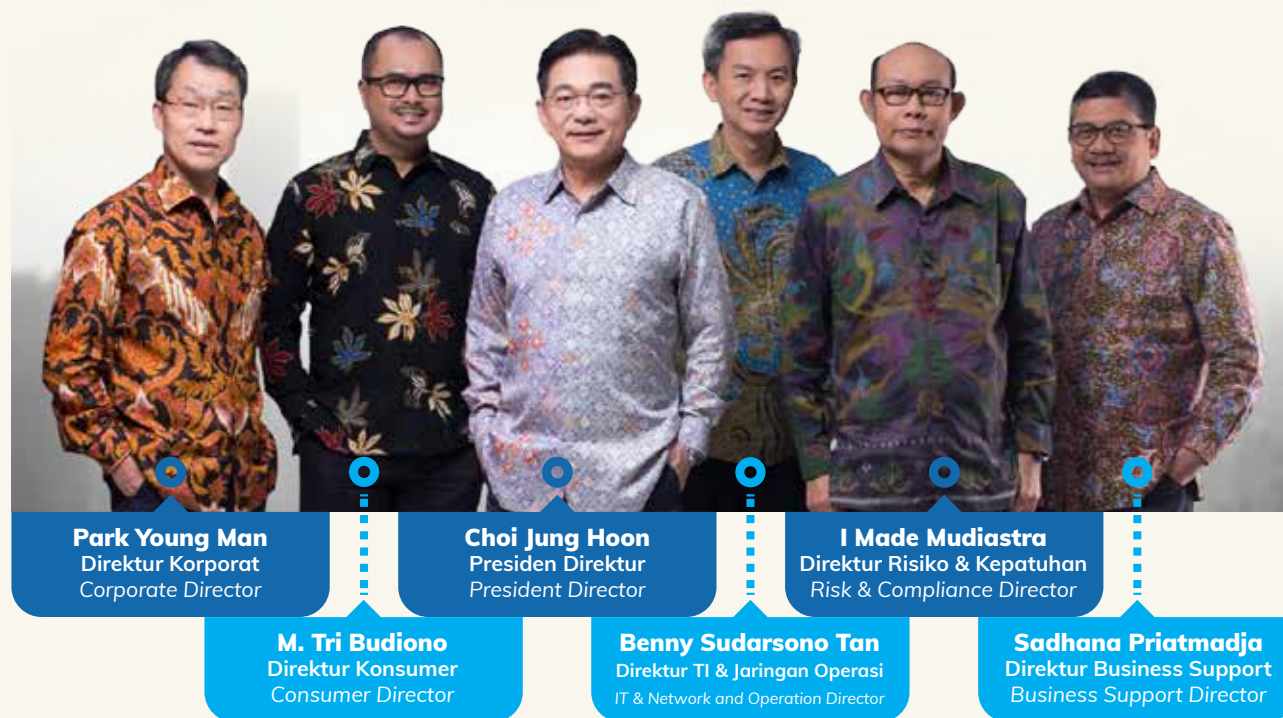 Park Young Man
Direktur Korporat
Corporate Director
M. Tri Budiono
Direktur Konsumer
Consumer Director
Choi Jung Hoon
Presiden Direktur
President Director
Benny Sudarsono Tan
Direktur TI & Jaringan Operasi
IT & Network and Operation Director
I Made Mudiastra
Direktur Risiko & Kepatuhan
Risk & Compliance Director
Sadhana Priatmadja
Direktur Business Support
Business Support Director